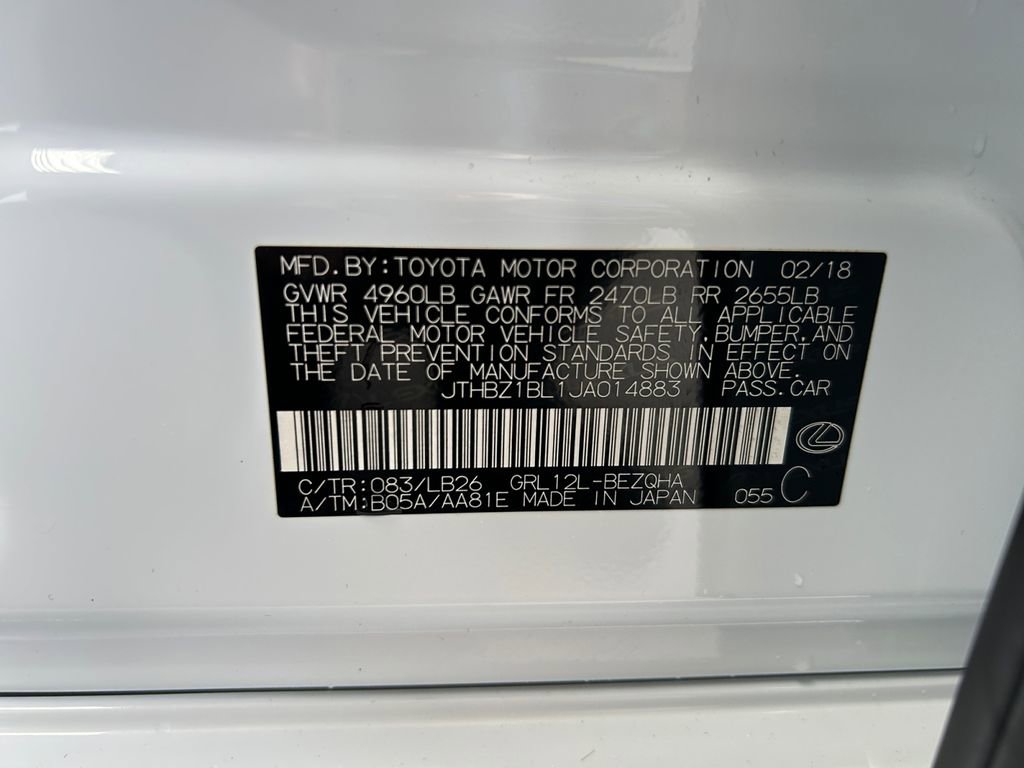 MFD.BY:TOYOTA MOTOR CORPORATION 02/18
GVWR 4960LB GAWR FR 2470LB RR 2655LB
THIS VEHICLE CONFORMS TO ALL APPLICABLE
FEDERAL MOTOR VEHICLE SAFETY,BUMPER,AND
THEFT PREVENTION STANDARDS IN EFFECT ON
THE DATE OF MANUFACTURE SHOWN ABOVE.
JTHBZ1BL1JA014883 PASS.CAR
C/TR:083/LB26 GRL12L-BEZQHA
A/TM:B05A/AA81E MADE IN JAPAN 055 C